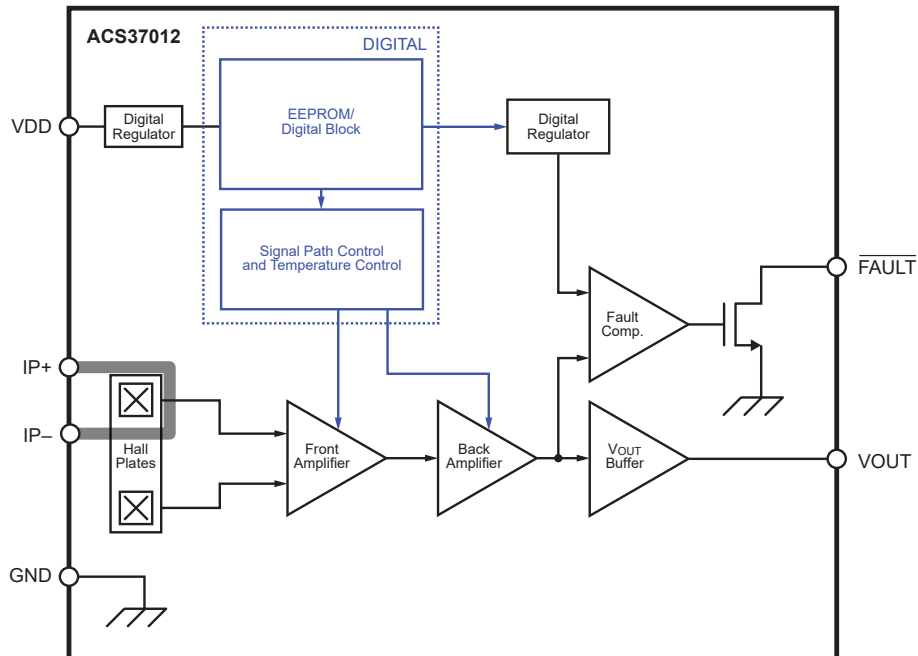 ACS37012
DIGITAL
VDD
Digital
Regulator
EEPROM/
Digital Block
Digital
Regulator
Signal Path Control
and Temperature Control
FAULT
Fault
Comp.
IP+
IP–
Hall
Plates
Front
Amplifier
Back
Amplifier
VOUT
Buffer
VOUT
GND